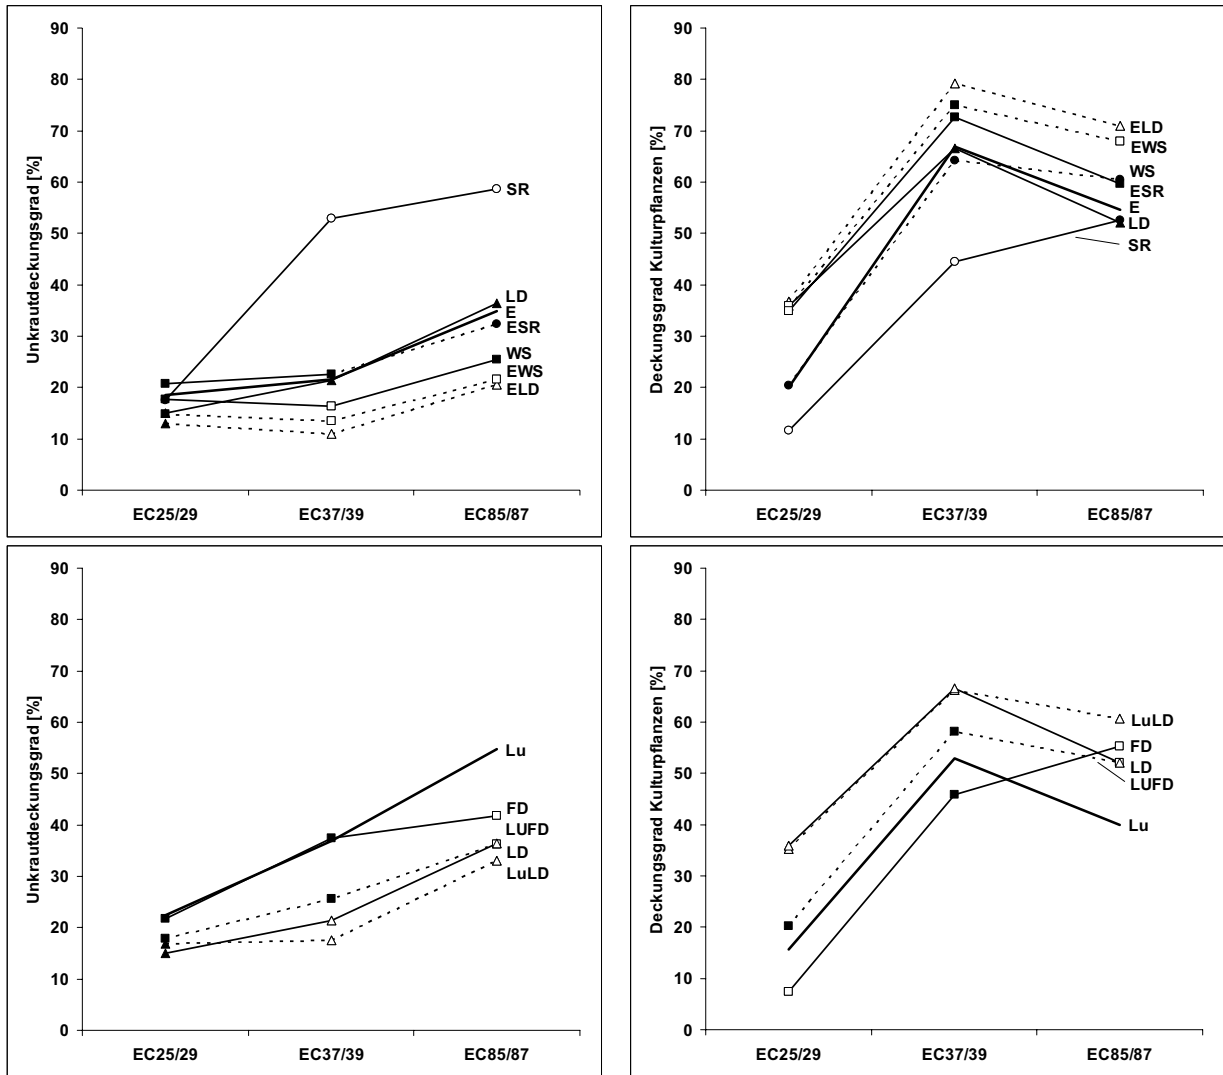 Unkrautdeckungsgrad [%]
90
80
70
60
50
40
30
20
10
0
SR
LD
E
ESR
WS
EWS
ELD
EC25/29 EC37/39 EC85/87
Deckungsgrad Kulturpflanzen [%]
90
80
70
60
50
40
30
20
10
0
ELD
EWS
WS
ESR
E
LD
SR
EC25/29 EC37/39 EC85/87
Unkrautdeckungsgrad [%]
90
80
70
60
50
40
30
20
10
0
Lu
FD
LUFD
LD
LuLD
EC25/29 EC37/39 EC85/87
Deckungsgrad Kulturpflanzen [%]
90
80
70
60
50
40
30
20
10
0
LuLD
FD
LD
LUFD
Lu
EC25/29 EC37/39 EC85/87